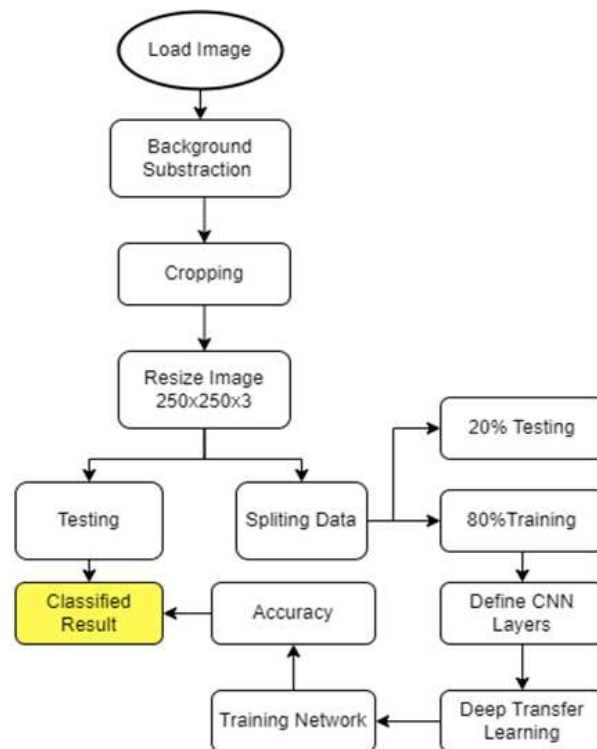 Load Image
Background
Substraction
Cropping
Resize Image
250x250x3
20% Testing
Testing
Spliting Data
80%Training
Classified
Result
Accuracy
Define CNN
Layers
Training Network
Deep Transfer
Learning